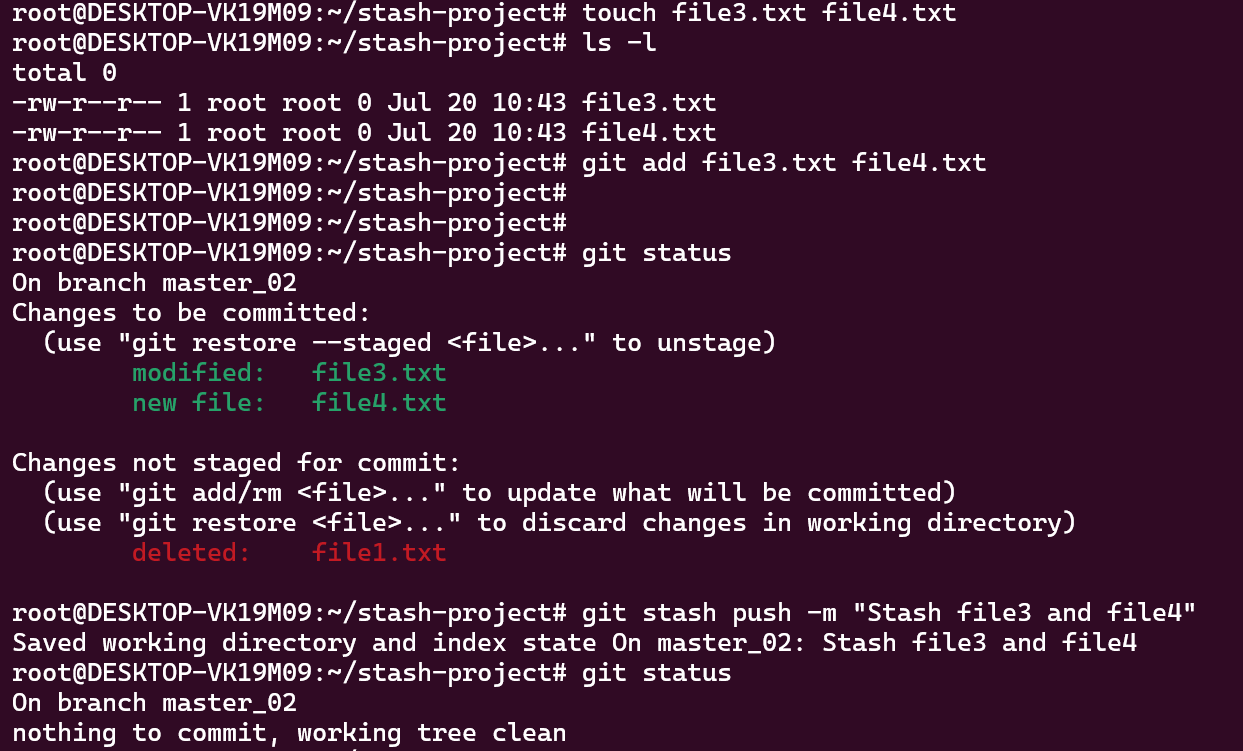 root@DESKTOP-VK19M09:~/stash-project# touch file3.txt file4.txt
root@DESKTOP-VK19M09:~/stash-project# ls -l
total 0
-rw-r--r-- 1 root root 0 Jul 20 10:43 file3.txt
-rw-r--r-- 1 root root 0 Jul 20 10:43 file4.txt
root@DESKTOP-VK19M09:~/stash-project# git add file3.txt file4.txt
root@DESKTOP-VK19M09:~/stash-project#
root@DESKTOP-VK19M09:~/stash-project#
root@DESKTOP-VK19M09:~/stash-project# git status
On branch master_02
Changes to be committed:
  (use "git restore --staged <file>..." to unstage)
        modified:   file3.txt
        new file:   file4.txt

Changes not staged for commit:
  (use "git add/rm <file>..." to update what will be committed)
  (use "git restore <file>..." to discard changes in working directory)
        deleted:    file1.txt

root@DESKTOP-VK19M09:~/stash-project# git stash push -m "Stash file3 and file4"
Saved working directory and index state On master_02: Stash file3 and file4
root@DESKTOP-VK19M09:~/stash-project# git status
On branch master_02
nothing to commit, working tree clean